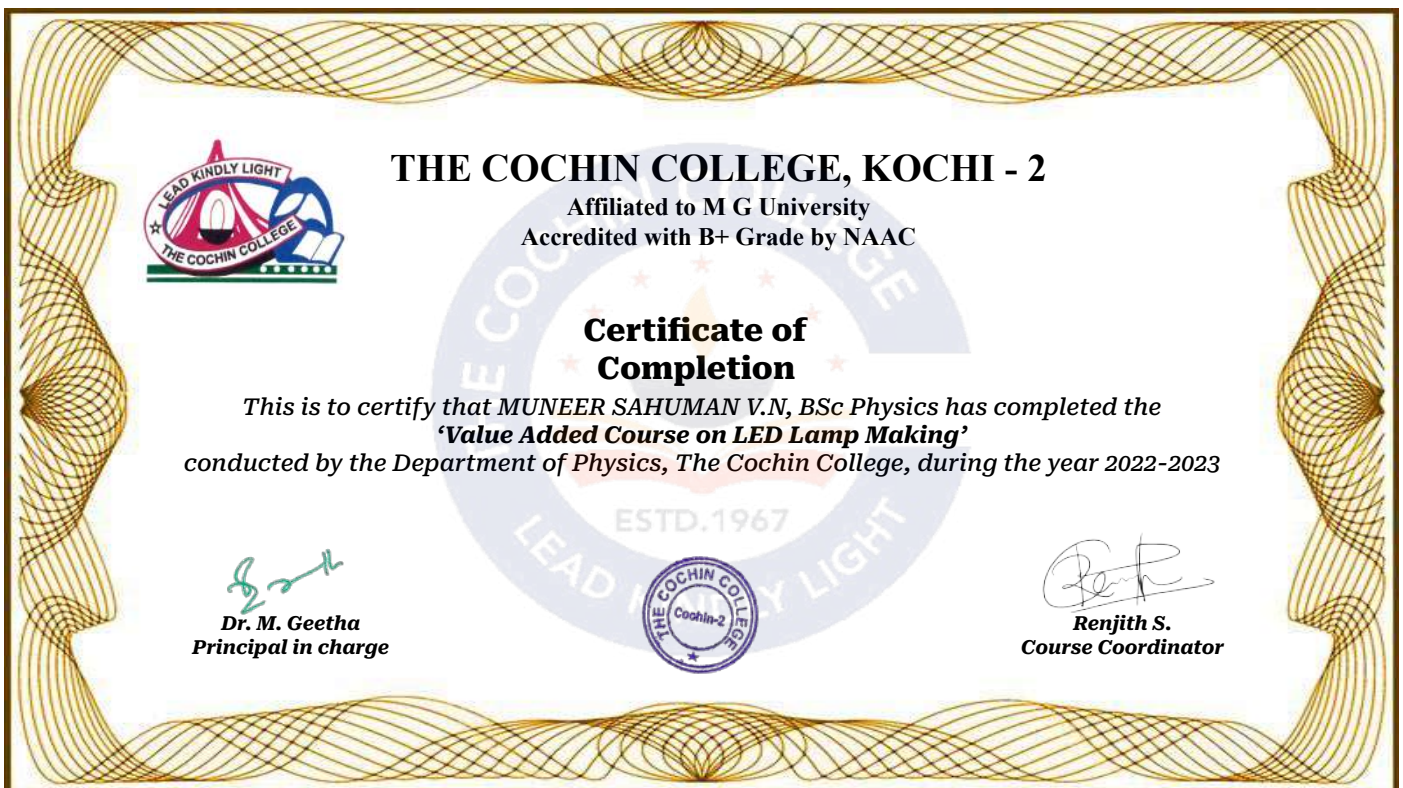 LEAD KINDLY LIGHT
THE COCHIN COLLEGE
THE COCHIN COLLEGE, KOCHI - 2
Affiliated to M G University
Accredited with B+ Grade by NAAC
THE COCHIN COLLEGE
Certificate of
Completion
This is to certify that MUNEER SAHUMAN V.N, BSc Physics has completed the
‘Value Added Course on LED Lamp Making’
conducted by the Department of Physics, The Cochin College, during the year 2022-2023
ESTD.1967
LEAD KINDLY LIGHT
THE COCHIN COLLEGE
Cochin-2
Dr. M. Geetha
Principal in charge
Renjith S.
Course Coordinator